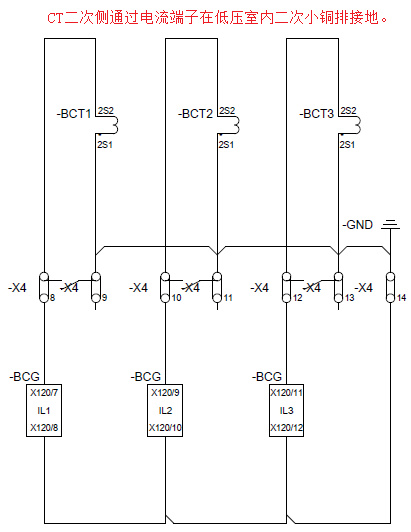 CT二次侧通过电流端子在低压室内二次小铜排接地。
-BCT1 2S2 -BCT2 2S2 -BCT3 2S2
2S1 2S1 2S1
-GND
-X4 8 -X4 9 -X4 10 -X4 11 -X4 12 -X4 13 -X4 14
-BCG -BCG -BCG
X120/7 X120/9 X120/11
IL1 IL2 IL3
X120/8 X120/10 X120/12